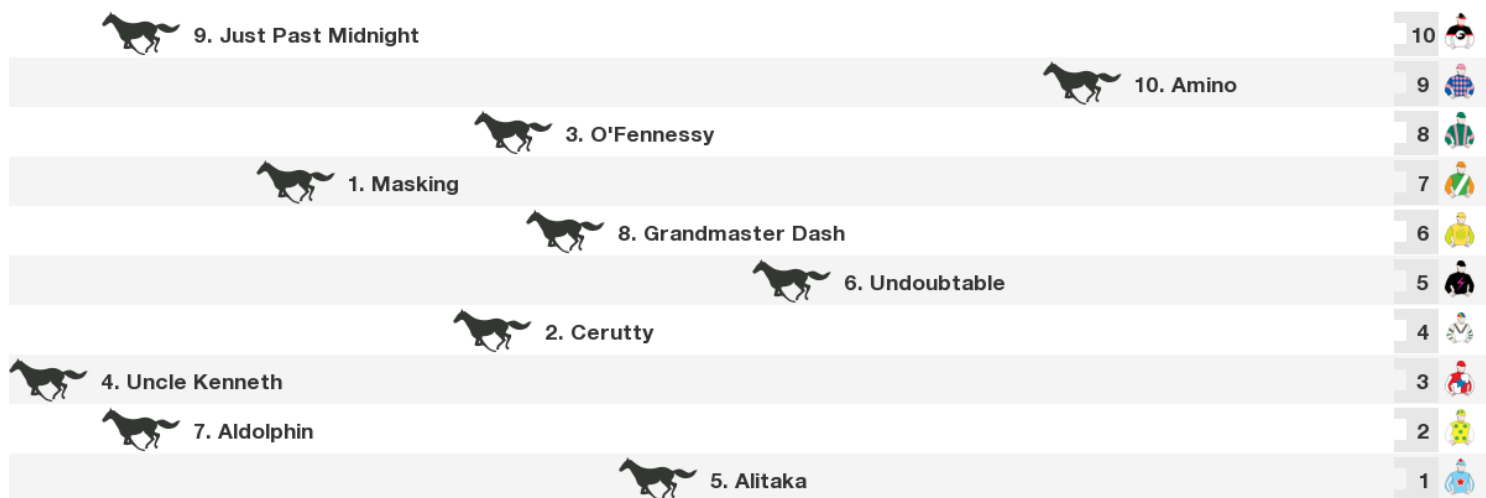 9. Just Past Midnight 10
10. Amino 9
3. O'Fennessy 8
1. Masking 7
8. Grandmaster Dash 6
6. Undoubtable 5
2. Cerutty 4
4. Uncle Kenneth 3
7. Aldolphin 2
5. Alitaka 1